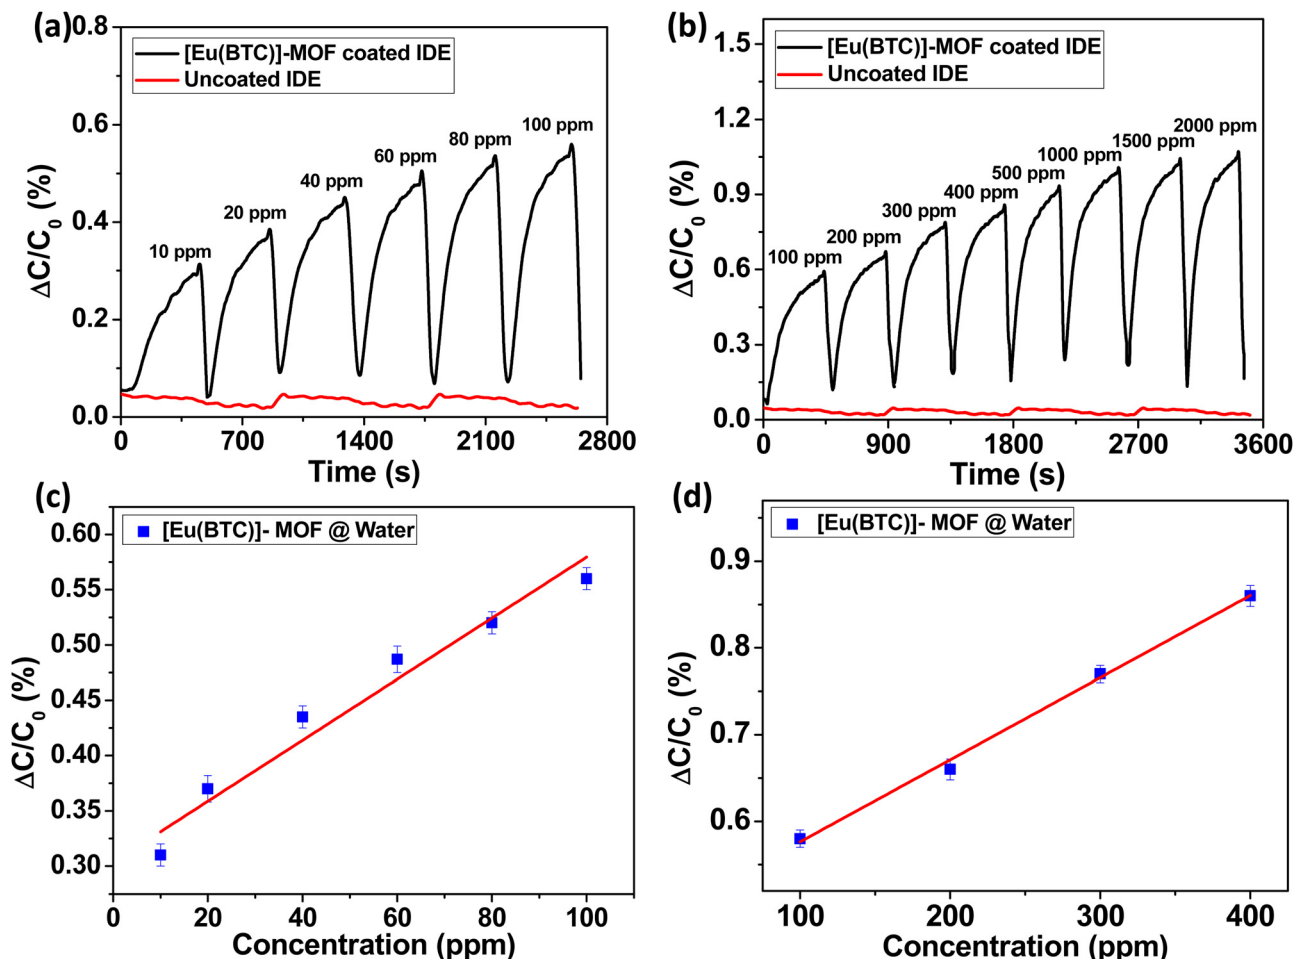 (a)
0.8
0.6
0.4
0.2
0.0
ΔC/C0 (%)
[Eu(BTC)]-MOF coated IDE
Uncoated IDE
10 ppm
20 ppm
40 ppm
60 ppm
80 ppm
100 ppm
0 700 1400 2100 2800
Time (s)
(b)
1.5
1.2
0.9
0.6
0.3
0.0
ΔC/C0 (%)
[Eu(BTC)]-MOF coated IDE
Uncoated IDE
100 ppm
200 ppm
300 ppm
400 ppm
500 ppm
1000 ppm
1500 ppm
2000 ppm
0 900 1800 2700 3600
Time (s)
(c)
0.60
0.55
0.50
0.45
0.40
0.35
0.30
ΔC/C0 (%)
[Eu(BTC)]- MOF @ Water
0 20 40 60 80 100
Concentration (ppm)
(d)
0.9
0.8
0.7
0.6
ΔC/C0 (%)
[Eu(BTC)]- MOF @ Water
100 200 300 400
Concentration (ppm)